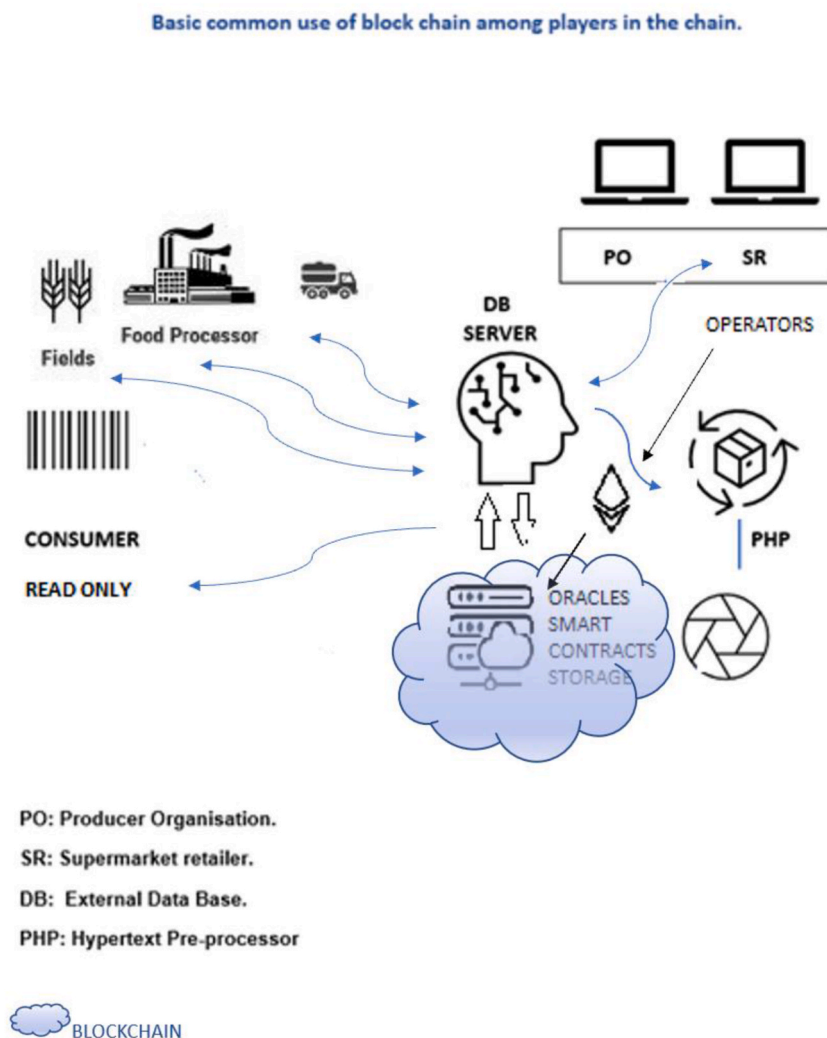 Basic common use of block chain among players in the chain.
PO SR
DB
SERVER
OPERATORS
Food Processor
Fields
PHP
CONSUMER
READ ONLY
ORACLES
SMART
CONTRACTS
STORAGE
PO: Producer Organisation.
SR: Supermarket retailer.
DB: External Data Base.
PHP: Hypertext Pre-processor
BLOCKCHAIN